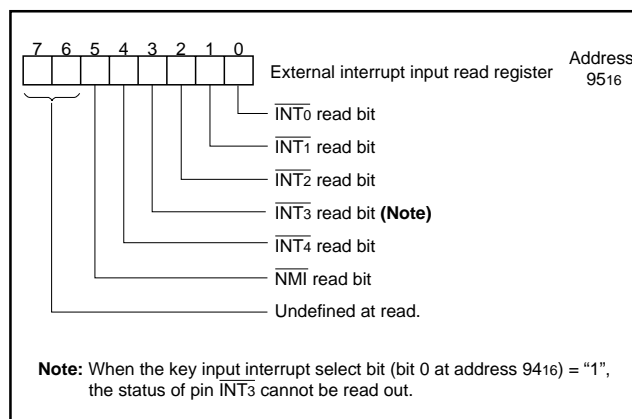 7 6 5 4 3 2 1 0
External interrupt input read register
Address
9516
INT0 read bit
INT1 read bit
INT2 read bit
INT3 read bit (Note)
INT4 read bit
NMI read bit
Undefined at read.
Note: When the key input interrupt select bit (bit 0 at address 9416) = “1”,
the status of pin INT3 cannot be read out.